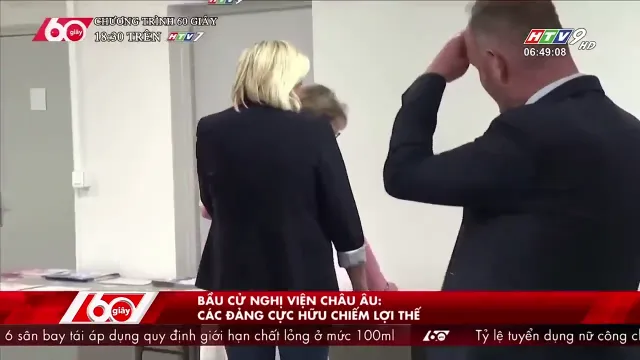 60
giây
CHƯƠNG TRÌNH 60 GIÂY
18:30 TRÊN HTV7
HTV9 HD
06:49:08
60
giây
BẦU CỬ NGHỊ VIỆN CHÂU ÂU:
CÁC ĐẢNG CỰC HỮU CHIẾM LỢI THẾ
6 sân bay tái áp dụng quy định giới hạn chất lỏng ở mức 100ml 60 giây Tỷ lệ tuyển dụng nữ công